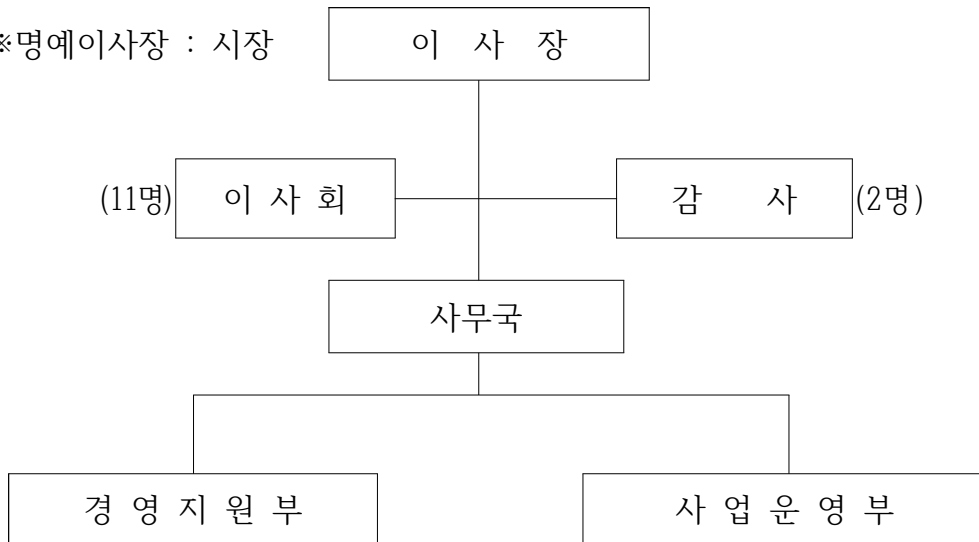 ※명예이사장 : 시장
이 사 장
(11명) 이 사 회
감 사 (2명)
사무국
경 영 지 원 부
사 업 운 영 부